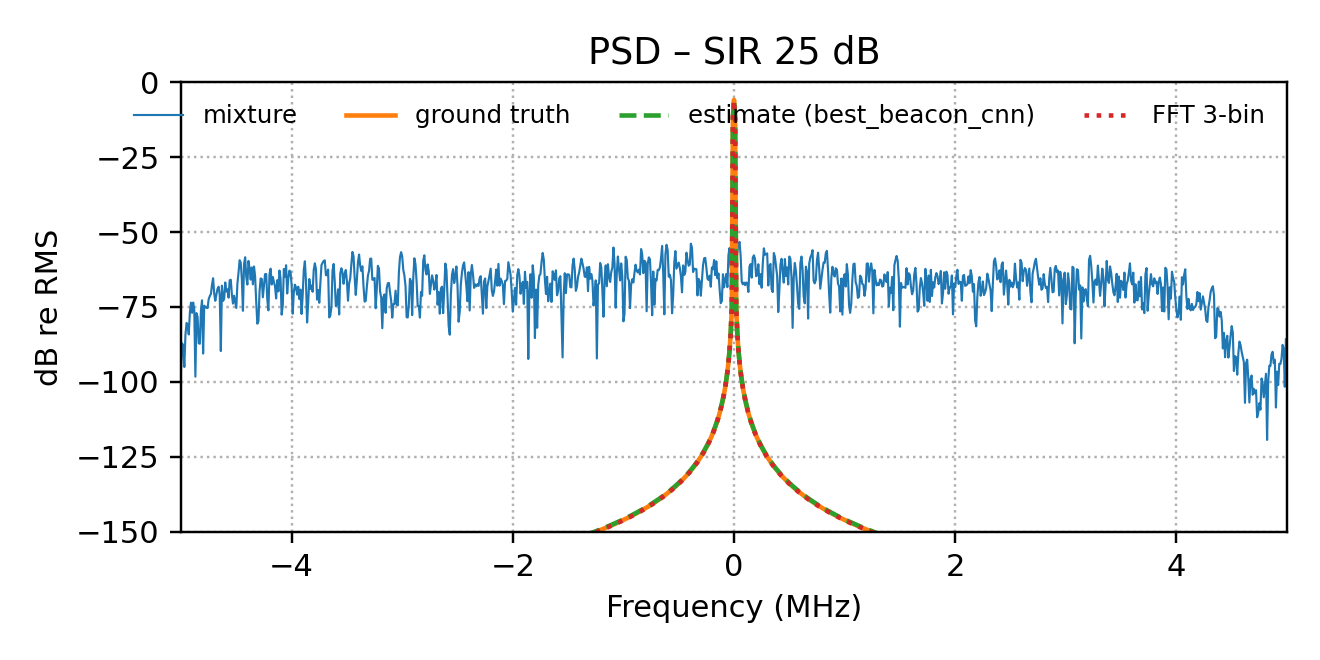 PSD – SIR 25 dB
mixture ground truth estimate (best_beacon_cnn) FFT 3-bin
0
−25
−50
−75
−100
−125
−150
dB re RMS
−4 −2 0 2 4
Frequency (MHz)